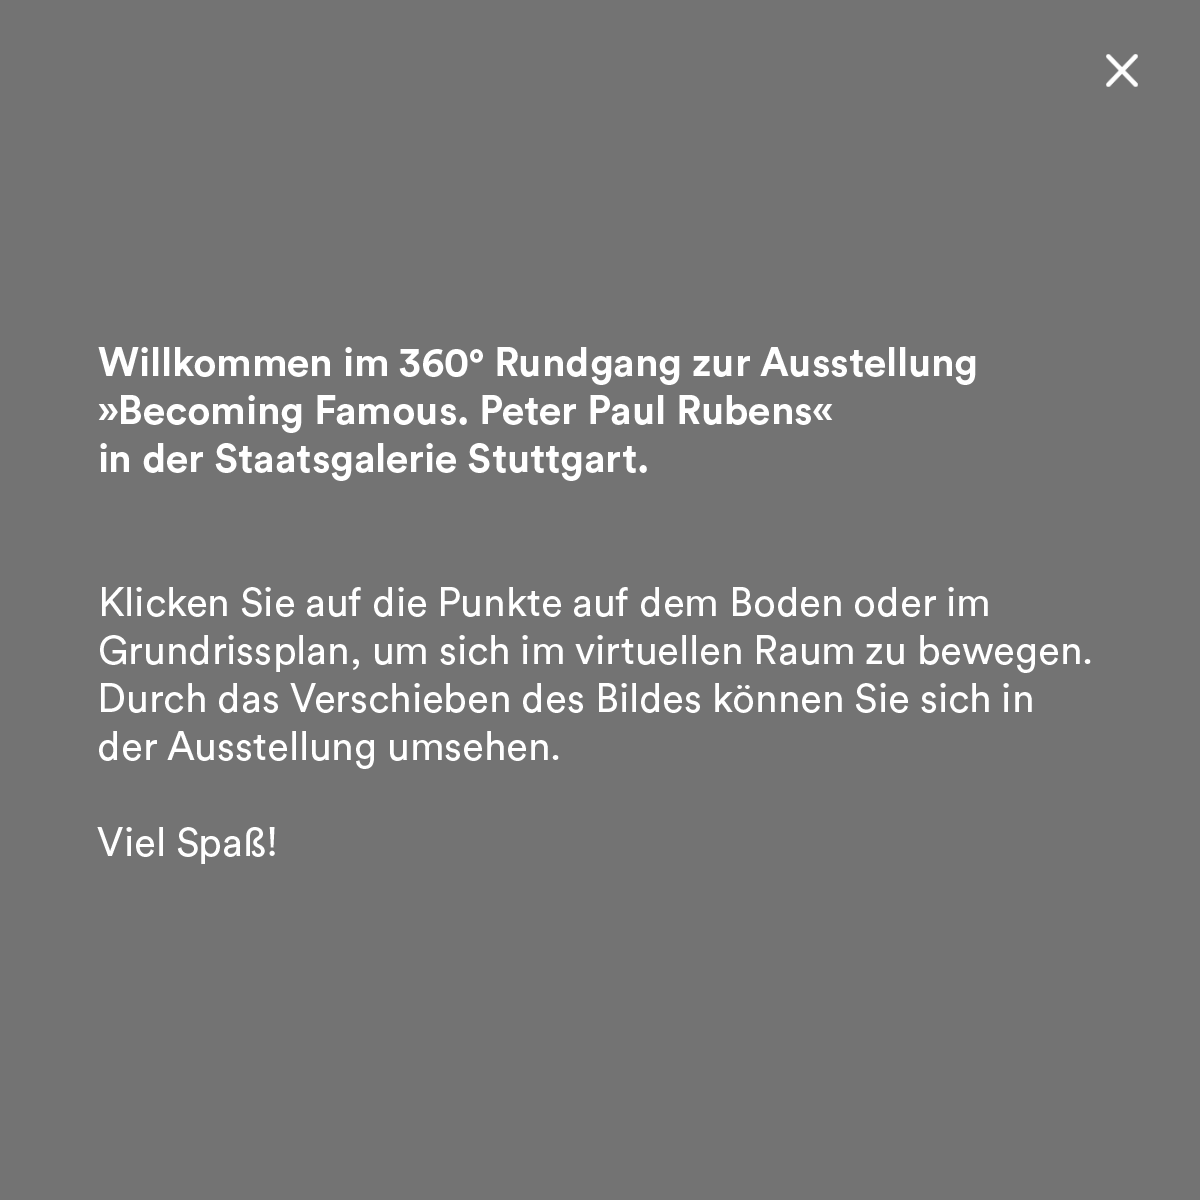 Willkommen im 360° Rundgang zur Ausstellung
»Becoming Famous. Peter Paul Rubens«
in der Staatsgalerie Stuttgart.
Klicken Sie auf die Punkte auf dem Boden oder im
Grundrissplan, um sich im virtuellen Raum zu bewegen.
Durch das Verschieben des Bildes können Sie sich in
der Ausstellung umsehen.
Viel Spaß!